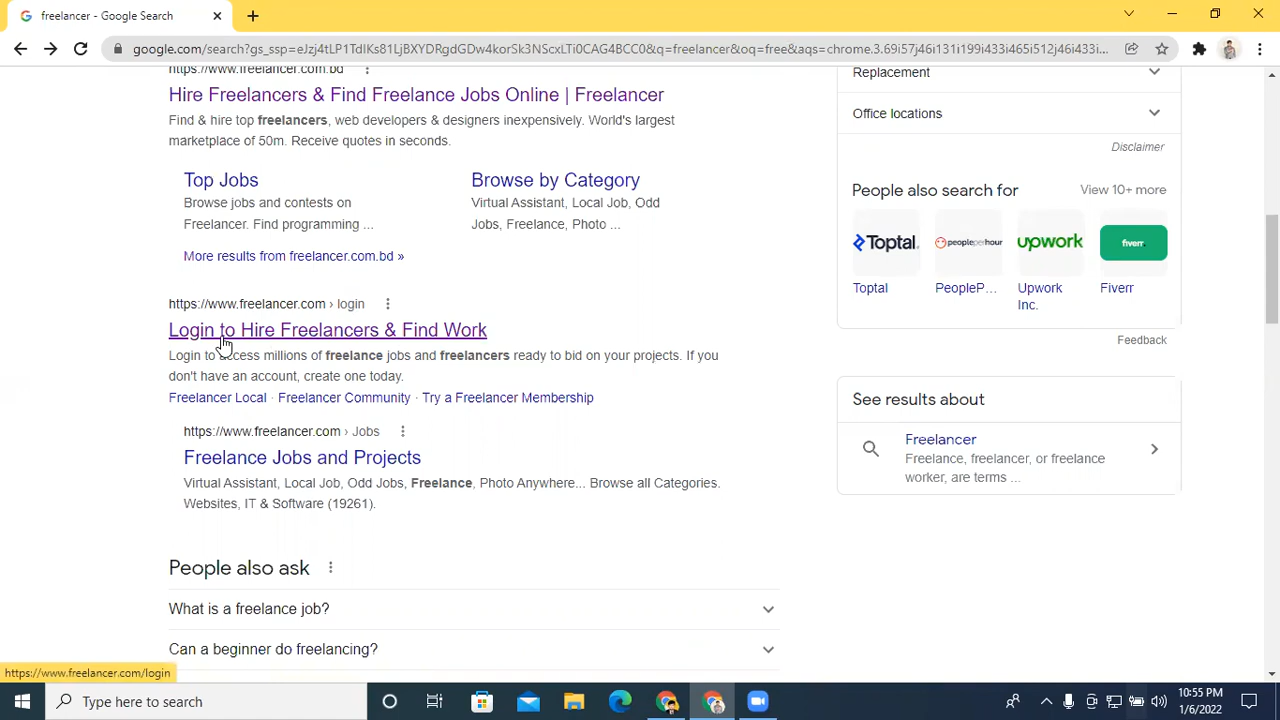 freelancer - Google Search
google.com/search?gs_ssp=eJzj4tLP1TdIKs81LjBXYDRgdGDw4korSk3NScxLTi0CAG4BCC0&q=freelancer&oq=free&aqs=chrome.3.69i57j46i131i199i433i465i512j46i433i...
https://www.freelancer.com.bd
Hire Freelancers & Find Freelance Jobs Online | Freelancer
Find & hire top freelancers, web developers & designers inexpensively. World's largest
marketplace of 50m. Receive quotes in seconds.
Top Jobs
Browse jobs and contests on
Freelancer. Find programming ...
Browse by Category
Virtual Assistant, Local Job, Odd
Jobs, Freelance, Photo ...
More results from freelancer.com.bd »
https://www.freelancer.com › login
Login to Hire Freelancers & Find Work
Login to access millions of freelance jobs and freelancers ready to bid on your projects. If you
don't have an account, create one today.
Freelancer Local · Freelancer Community · Try a Freelancer Membership
https://www.freelancer.com › Jobs
Freelance Jobs and Projects
Virtual Assistant, Local Job, Odd Jobs, Freelance, Photo Anywhere... Browse all Categories.
Websites, IT & Software (19261).
People also ask
What is a freelance job?
Can a beginner do freelancing?
Replacement
Office locations
Disclaimer
People also search for
View 10+ more
Toptal
peopleperhour
upwork
fiverr
Toptal
PeopleP...
Upwork
Inc.
Fiverr
Feedback
See results about
Freelancer
Freelance, freelancer, or freelance
worker, are terms ...
https://www.freelancer.com/login
Type here to search
10:55 PM
1/6/2022